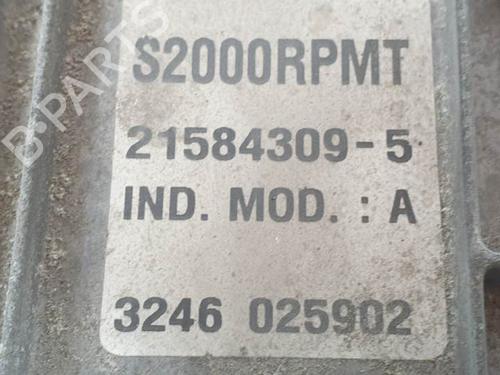 S2000RPMT
21584309-5
IND. MOD. : A
3246 025902
B-PARTS